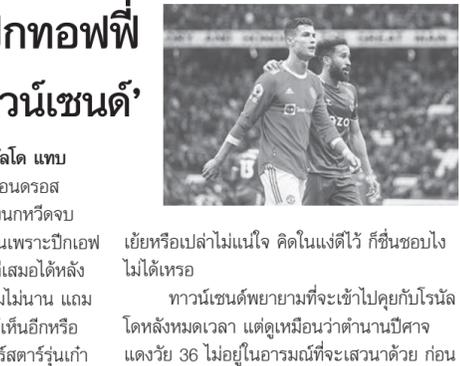 ปีกทอฟฟี่
วน์เซนด์’
ัลโด แทบ
อนดรอส
นกหวีดจบ
นเพราะปีกเอฟ
ี่เสมอได้หลัง
มไม่นาน แถม
้เห็นอีกหรือ
ร์สตาร์รุ่นเก๋า
เย้ยหรือเปล่าไม่แน่ใจ คิดในแง่ดีไว้ ก็ชื่นชอบไง
ไม่ได้เหรอ
ทาวน์เซนด์พยายามที่จะเข้าไปคุยกับโรนัล
โดหลังหมดเวลา แต่ดูเหมือนว่าตำนานปีศาจ
แดงวัย 36 ไม่อยู่ในอารมณ์ที่จะเสวนาด้วย ก่อน